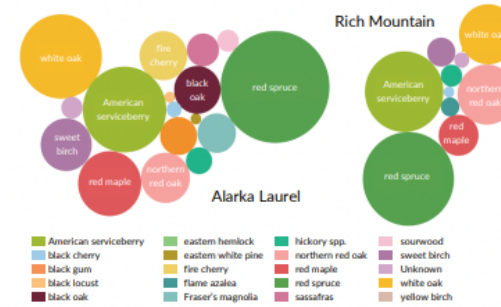 Rich Mountain
white oak
fire
cherry
black
oak
red spruce
American
serviceberry
sweet
birch
red maple
northern
red oak
Alarka Laurel
white oa
American
serviceberry
northern
red oak
red
maple
red spruce
American serviceberry
black cherry
black gum
black locust
black oak
eastern hemlock
eastern white pine
fire cherry
flame azalea
Fraser's magnolia
hickory spp.
northern red oak
red maple
red spruce
sassafras
sourwood
sweet birch
Unknown
white oak
yellow birch